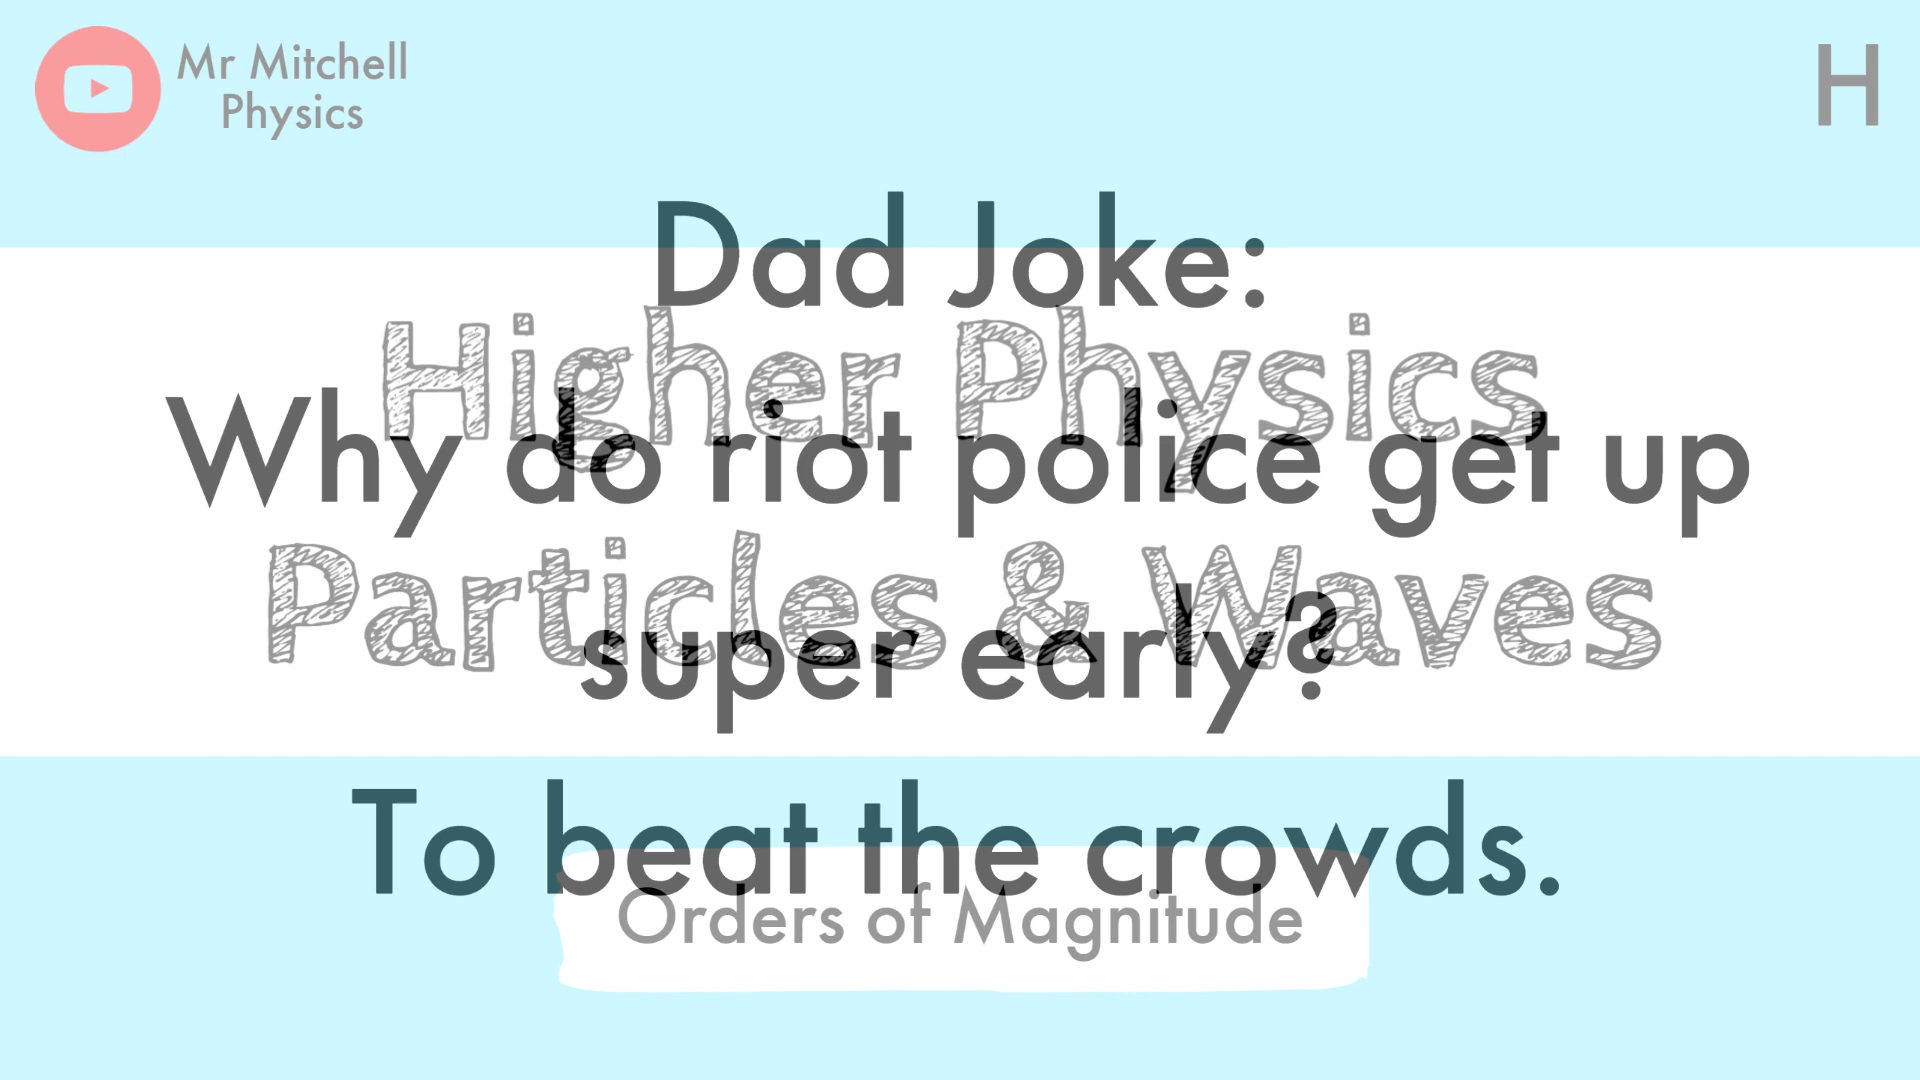 Mr Mitchell
Physics
H
Dad Joke:
Higher Physics
Why do riot police get up
Particles & Waves
super early?
To beat the crowds.
Orders of Magnitude